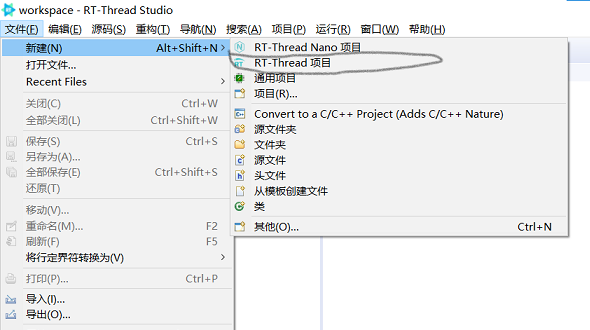 workspace - RT-Thread Studio
文件(F) 编辑(E) 源码(S) 重构(T) 导航(N) 搜索(A) 项目(P) 运行(R) 窗口(W) 帮助(H)
新建(N) Alt+Shift+N
打开文件...
Recent Files
关闭(C) Ctrl+W
全部关闭(L) Ctrl+Shift+W
保存(S) Ctrl+S
另存为(A)...
全部保存(E) Ctrl+Shift+S
还原(T)
移动(V)...
重命名(M)... F2
刷新(F) F5
将行定界符转换为(V)
打印(P)... Ctrl+P
导入(I)...
导出(O)...
RT-Thread Nano 项目
RT-Thread 项目
通用项目
项目(R)...
Convert to a C/C++ Project (Adds C/C++ Nature)
源文件夹
文件夹
源文件
头文件
从模板创建文件
类
其他(O)... Ctrl+N